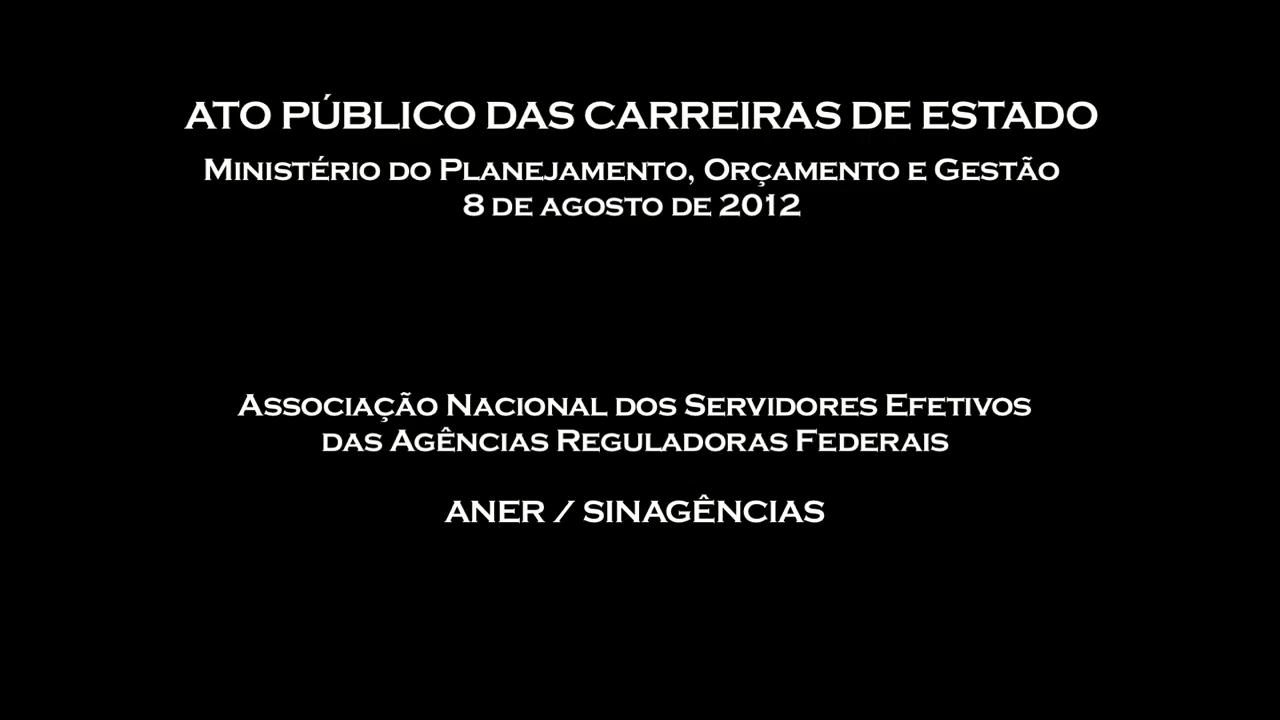 ATO PÚBLICO DAS CARREIRAS DE ESTADO
Ministério do Planejamento, Orçamento e Gestão
8 de agosto de 2012
Associação Nacional dos Servidores Efetivos
das Agências Reguladoras Federais
ANER / SINAGÊNCIAS